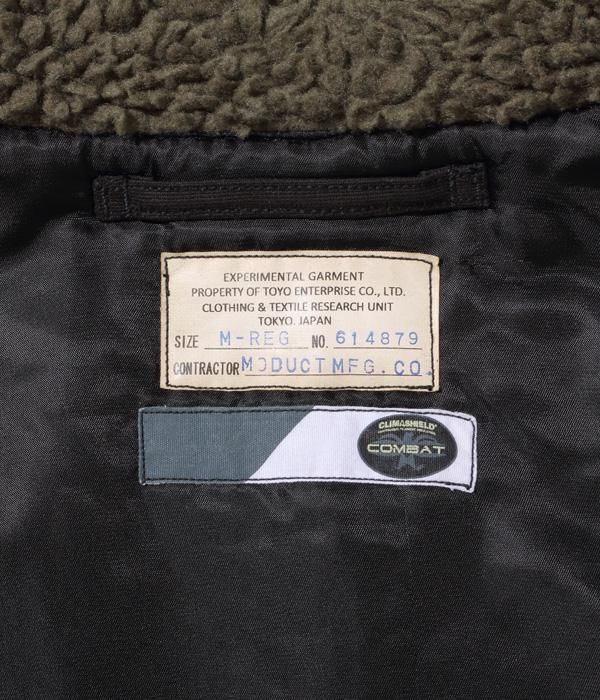 EXPERIMENTAL GARMENT
PROPERTY OF TOYO ENTERPRISE CO., LTD.
CLOTHING & TEXTILE RESEARCH UNIT
TOKYO. JAPAN
SIZE M-REG NO. 614879
CONTRACTOR MODUCT MFG. CO.
CLIMASHIELD®
COMBAT